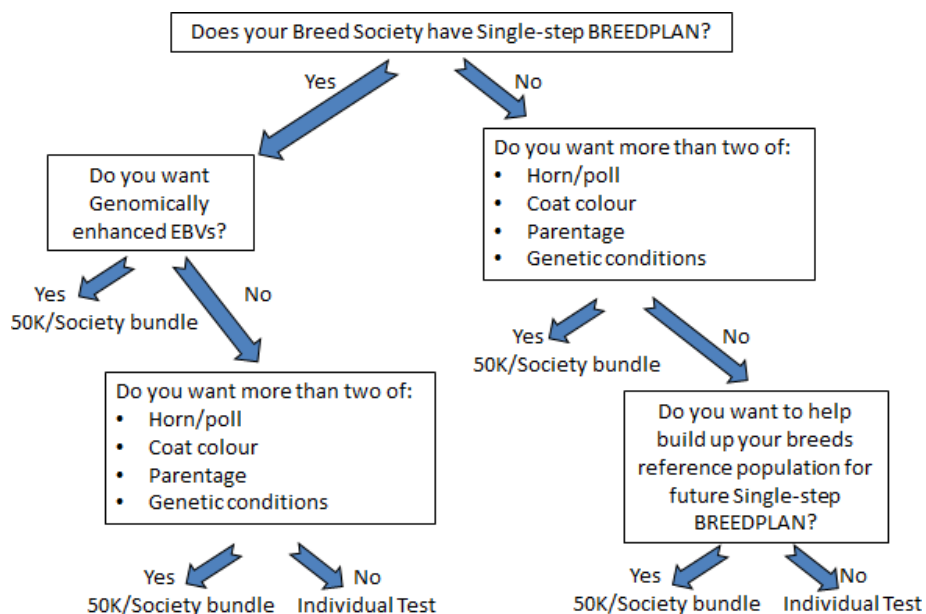 Does your Breed Society have Single-step BREEDPLAN?
Yes
No
Do you want
Genomically
enhanced EBVs?
Do you want more than two of:
• Horn/poll
• Coat colour
• Parentage
• Genetic conditions
Yes
50K/Society bundle
No
Yes
50K/Society bundle
No
Do you want more than two of:
• Horn/poll
• Coat colour
• Parentage
• Genetic conditions
Do you want to help
build up your breeds
reference population for
future Single-step
BREEDPLAN?
Yes
50K/Society bundle
No
Individual Test
Yes
50K/Society bundle
No
Individual Test